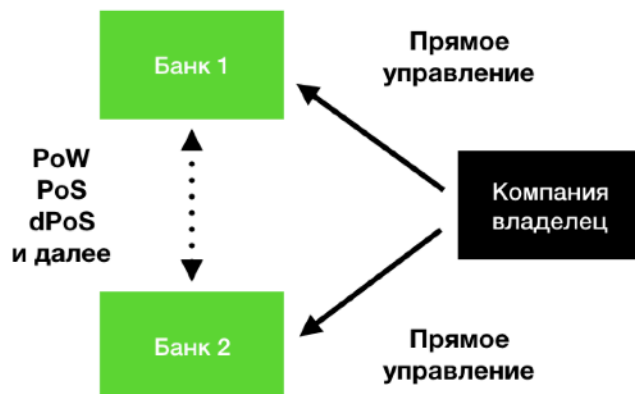 Банк 1
Прямое
управление
PoW
PoS
dPoS
и далее
Компания
владелец
Банк 2
Прямое
управление